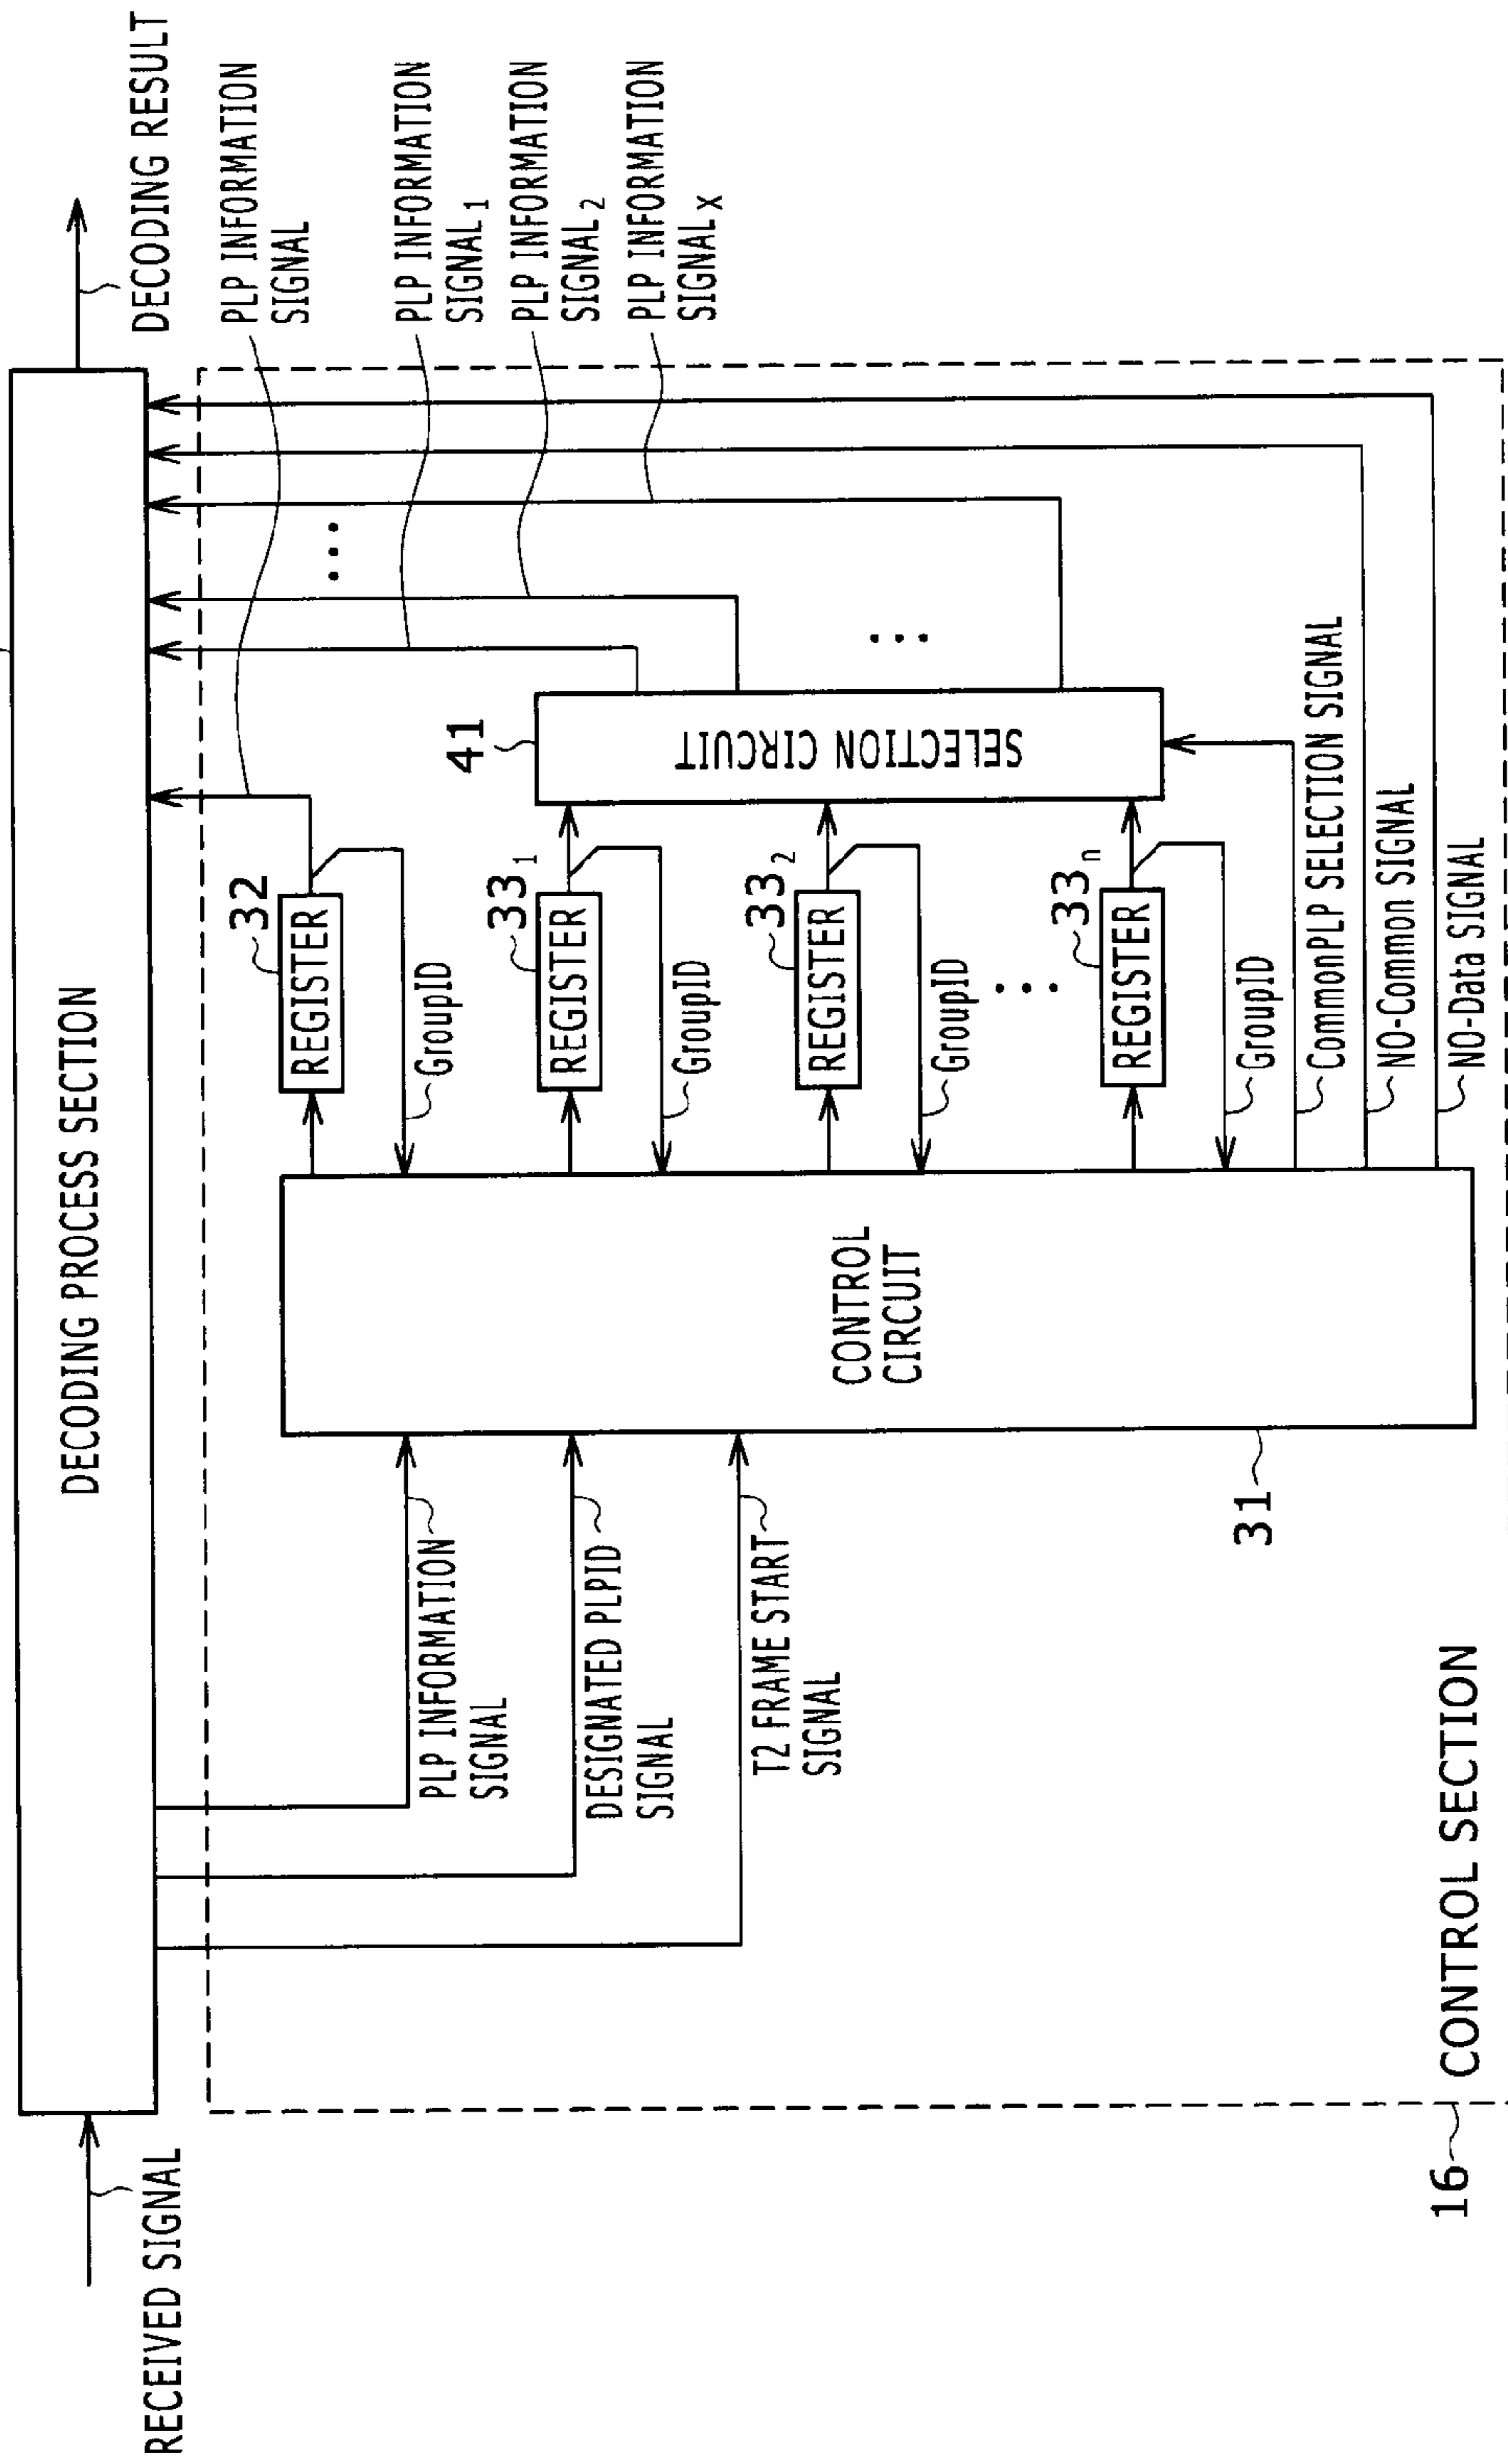 RECEIVED SIGNAL
DECODING PROCESS SECTION
DECODING RESULT
PLP INFORMATION
SIGNAL
DESIGNATED PLPID
SIGNAL
T2 FRAME START
SIGNAL
CONTROL
CIRCUIT
31
32
REGISTER
GroupID
33₁
REGISTER
GroupID
33₂
REGISTER
GroupID
33ₙ
REGISTER
GroupID
41
SELECTION CIRCUIT
CommonPLP SELECTION SIGNAL
NO-Common SIGNAL
NO-Data SIGNAL
PLP INFORMATION
SIGNAL
PLP INFORMATION
SIGNAL₁
PLP INFORMATION
SIGNAL₂
PLP INFORMATION
SIGNALₓ
16
CONTROL SECTION